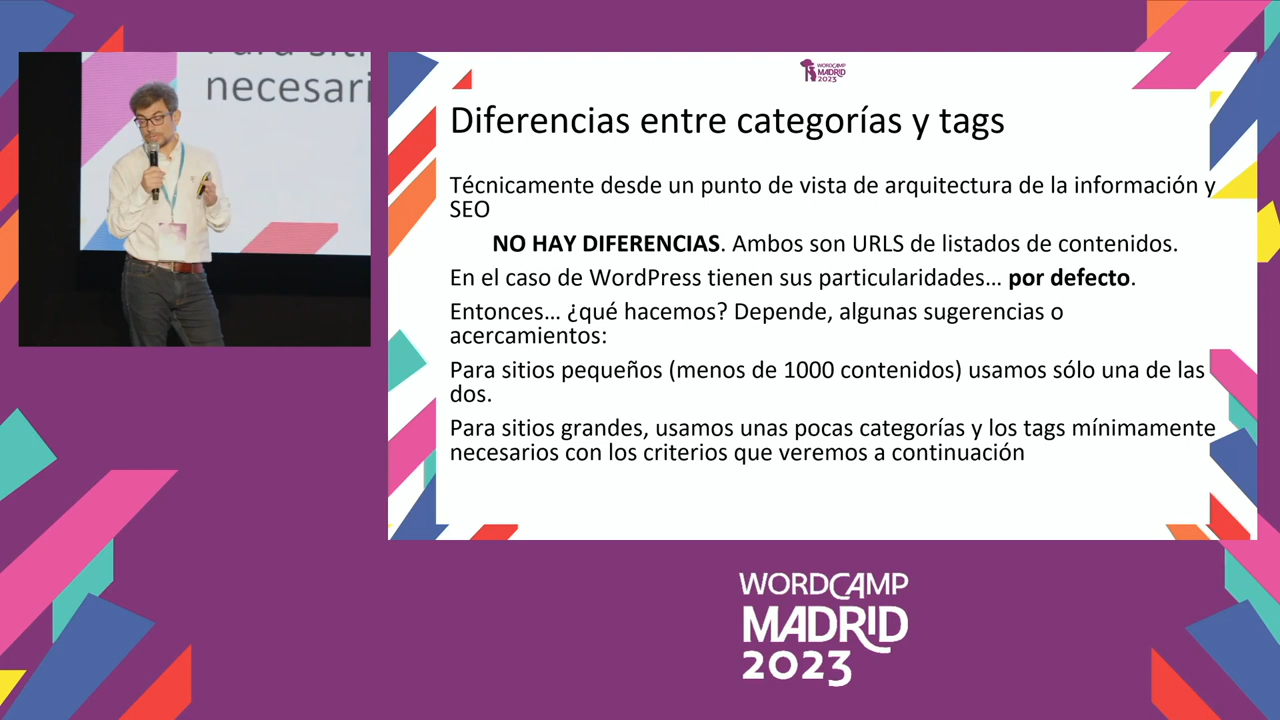 necesari
WORDCAMP
MADRID
2023
Diferencias entre categorías y tags
Técnicamente desde un punto de vista de arquitectura de la información y
SEO
NO HAY DIFERENCIAS. Ambos son URLS de listados de contenidos.
En el caso de WordPress tienen sus particularidades... por defecto.
Entonces... ¿qué hacemos? Depende, algunas sugerencias o
acercamientos:
Para sitios pequeños (menos de 1000 contenidos) usamos sólo una de las
dos.
Para sitios grandes, usamos unas pocas categorías y los tags mínimamente
necesarios con los criterios que veremos a continuación
WORDCAMP
MADRID
2023